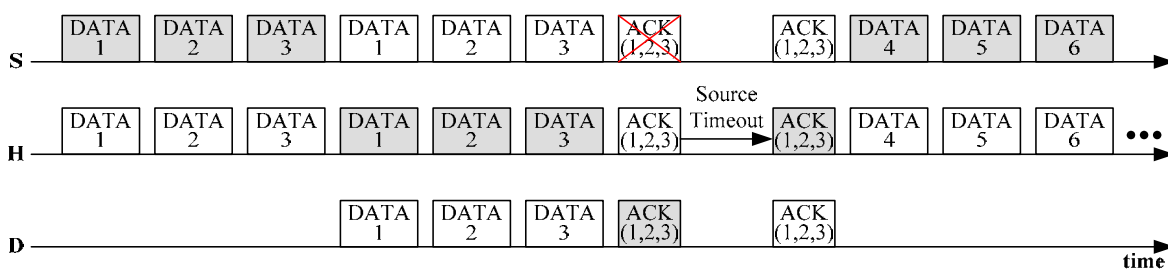 DATA 1 DATA 2 DATA 3 DATA 1 DATA 2 DATA 3 ACK (1,2,3) ACK (1,2,3) DATA 4 DATA 5 DATA 6
S
Source
Timeout
DATA 1 DATA 2 DATA 3 DATA 1 DATA 2 DATA 3 ACK (1,2,3) ACK (1,2,3) DATA 4 DATA 5 DATA 6 •••
H
DATA 1 DATA 2 DATA 3 ACK (1,2,3) ACK (1,2,3)
D
time